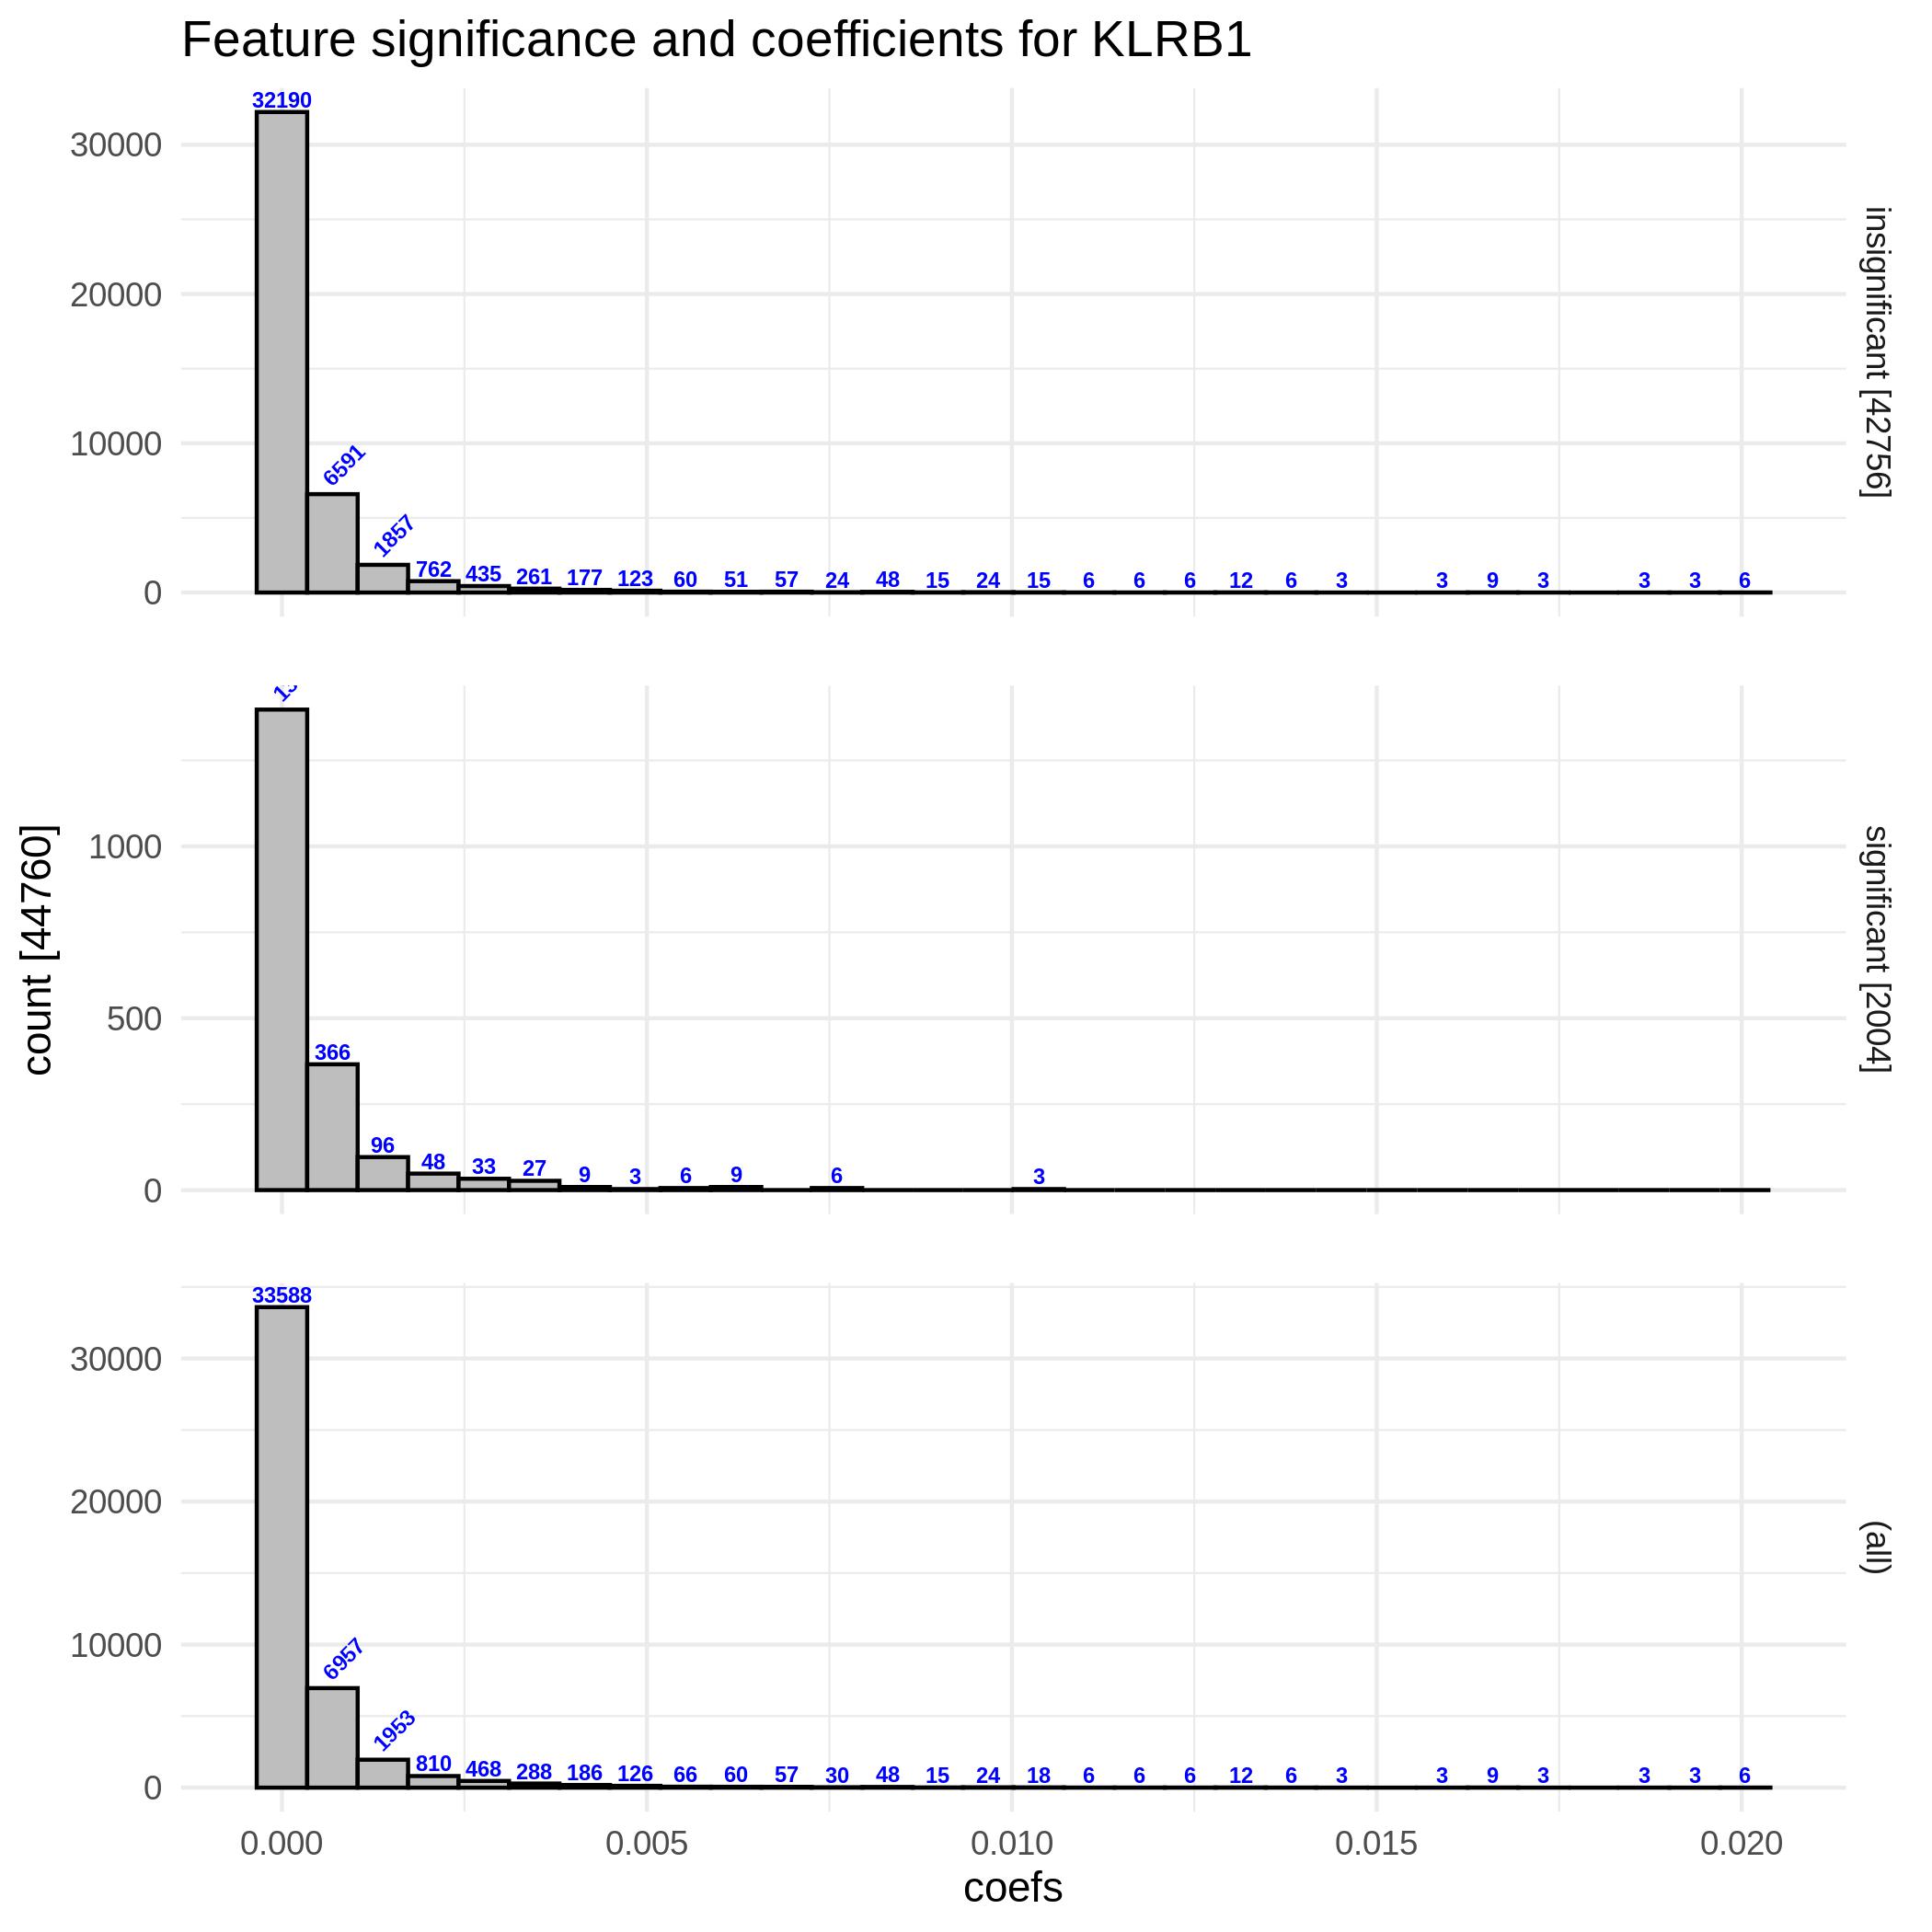 Feature significance and coefficients for KLRB1
32190
30000
20000
10000
0
6591
1857
762 435 261 177 123 60 51 57 24 48 15 24 15 6 6 6 12 6 3 3 9 3 3 3 6
insignificant [42756]
count [44760]
1000
500
0
366
96 48 33 27 9 3 6 9 6 3
significant [2004]
33588
30000
20000
10000
0
6957
1953
810 468 288 186 126 66 60 57 30 48 15 24 18 6 6 6 12 6 3 3 9 3 3 3 6
(all)
0.000 0.005 0.010 0.015 0.020
coefs